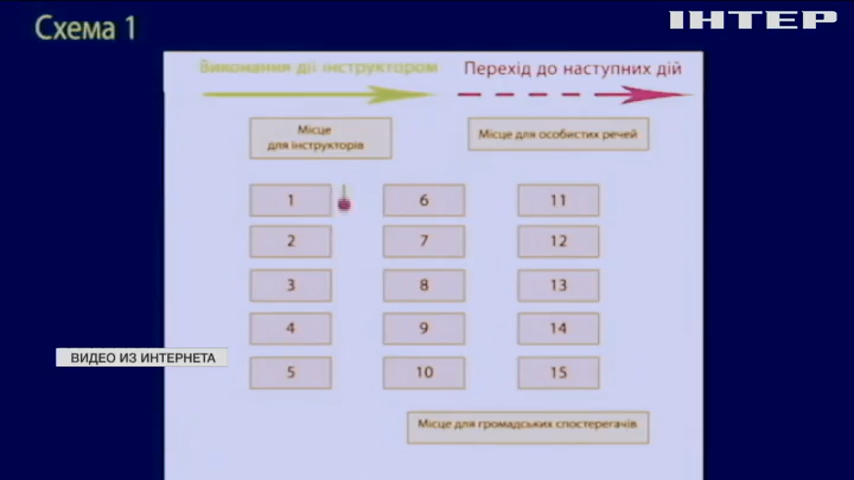 Схема 1
ІНТЕР
Виконання дії інструктором
Перехід до наступних дій
Місце
для інструкторів
Місце для особистих речей
1
6
11
2
7
12
3
8
13
4
9
14
ВИДЕО ИЗ ИНТЕРНЕТА
5
10
15
Місце для громадських спостерегачів